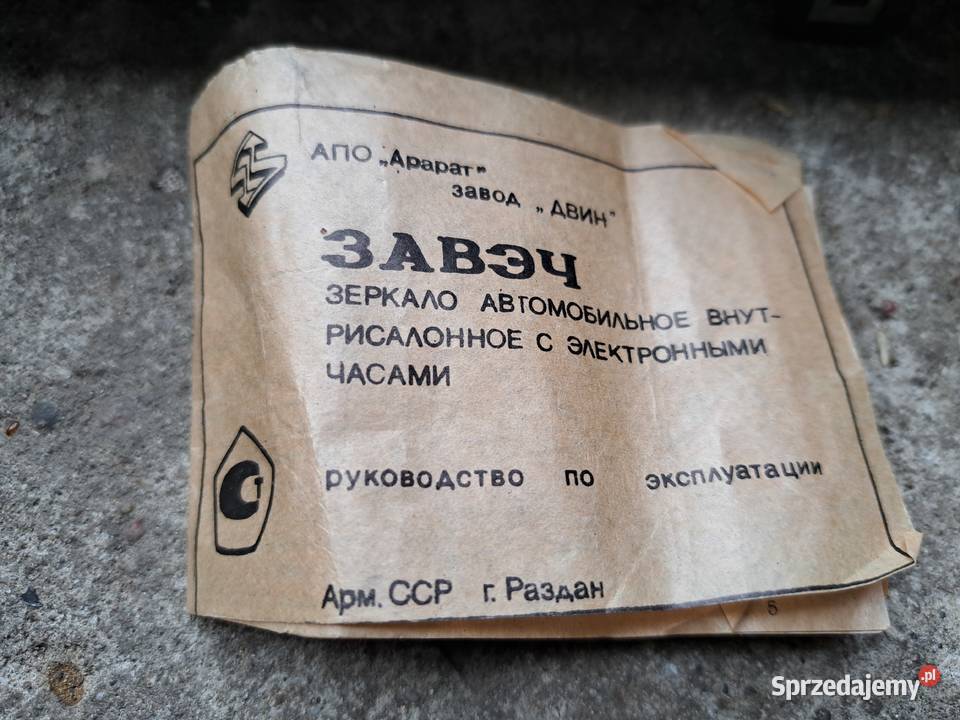 АПО „Арарат"
завод „ДВИН"
ЗАВЭЧ
ЗЕРКАЛО АВТОМОБИЛЬНОЕ ВНУТ-
РИСАЛОННОЕ С ЭЛЕКТРОННЫМИ
ЧАСАМИ
руководство по эксплуатации
Арм. ССР г. Раздан
6
Sprzedajemy.pl